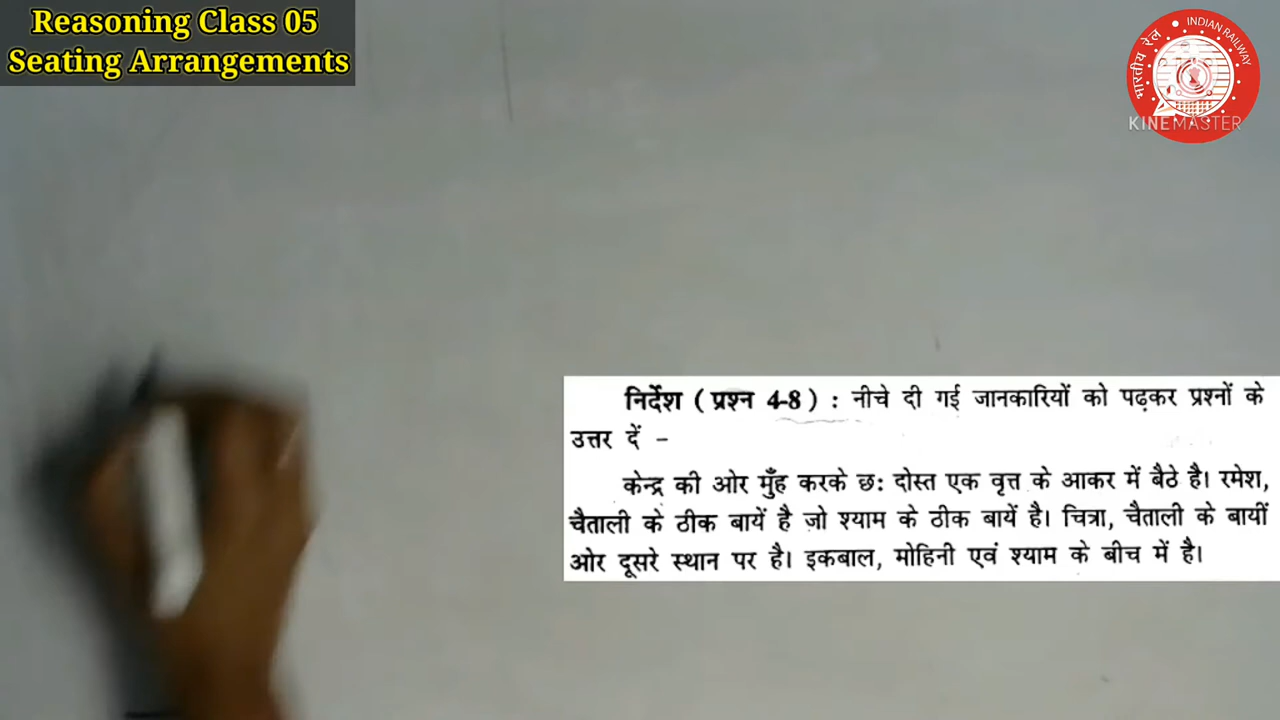 Reasoning Class 05
Seating Arrangements
भारतीय रेल • INDIAN RAILWAY
KINEMASTER
निर्देश ( प्रश्न 4-8 ) : नीचे दी गई जानकारियों को पढ़कर प्रश्नों के
उत्तर दें –
केन्द्र की ओर मुँह करके छः दोस्त एक वृत्त के आकर में बैठे है। रमेश,
चैताली के ठीक बायें है जो श्याम के ठीक बायें है। चित्रा, चैताली के बायीं
ओर दूसरे स्थान पर है। इकबाल, मोहिनी एवं श्याम के बीच में है।